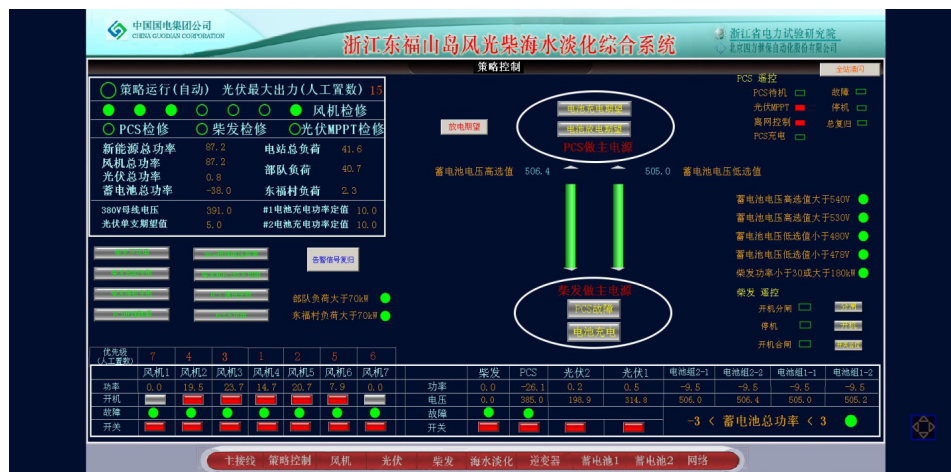 中国国电集团公司
CHINA GUODIAN CORPORATION
浙江东福山岛风光柴海水淡化综合系统
浙江省电力试验研究院
北京四方继保自动化股份有限公司
策略控制
全站清闪
策略运行(自动) 光伏最大出力(人工置数) 15
风机检修
PCS检修 柴发检修 光伏MPPT检修
新能源总功率 87.2 电站总负荷 41.6
风机总功率 87.2
光伏总功率 0.8 部队负荷 40.7
蓄电池总功率 -38.0 东福村负荷 2.3
380V母线电压 391.0 #1电池充电功率定值 10.0
光伏单支期望值 5.0 #2电池充电功率定值 10.0
告警信号复归
部队负荷大于70kW
东福村负荷大于70kW
放电期望
电池充电期望
电池放电期望
PCS做主电源
蓄电池电压高选值 506.4
505.0 蓄电池电压低选值
柴发做主电源
PCS故障
电池充电
PCS 遥控
PCS待机 故障
光伏MPPT 停机
离网控制 总复归
PCS充电
蓄电池电压高选值大于540V
蓄电池电压高选值大于530V
蓄电池电压低选值小于480V
蓄电池电压低选值小于478V
柴发功率小于30或大于180kW
柴发 遥控
开机分闸
停机
开机合闸
优先级(人工置数) 7 4 3 1 2 5 6
风机1 风机2 风机3 风机4 风机5 风机6 风机7
功率 0.0 19.5 23.7 14.7 20.7 7.9 0.0
开机
故障
开关
柴发 PCS 光伏2 光伏1 电池组2-1 电池组2-2 电池组1-1 电池组1-2
功率 0.0 -26.1 0.2 0.5 -9.5 -9.5 -9.5 -9.5
电压 0.0 385.0 198.9 314.8 506.0 506.4 505.0 505.2
故障
开关
-3 < 蓄电池总功率 < 3
主接线 策略控制 风机 光伏 柴发 海水淡化 逆变器 蓄电池1 蓄电池2 网络